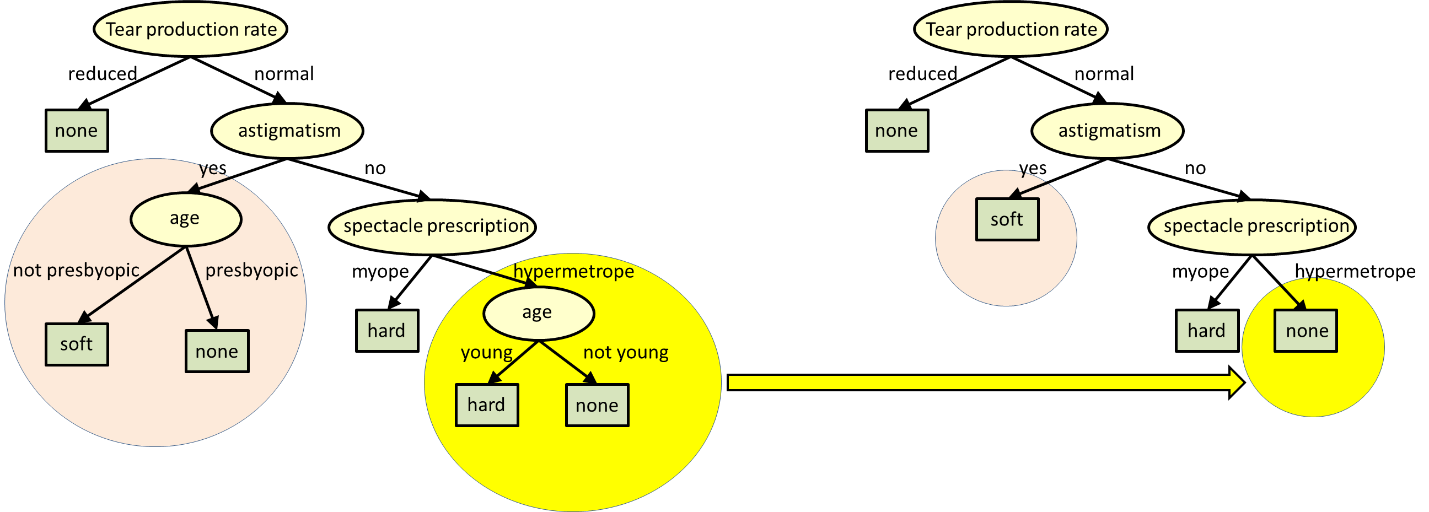 Tear production rate
reduced
normal
none
astigmatism
yes
no
age
spectacle prescription
not presbyopic
presbyopic
myope
hypermetrope
soft
none
hard
age
young
not young
hard
none
Tear production rate
reduced
normal
none
astigmatism
yes
no
soft
spectacle prescription
myope
hypermetrope
hard
none